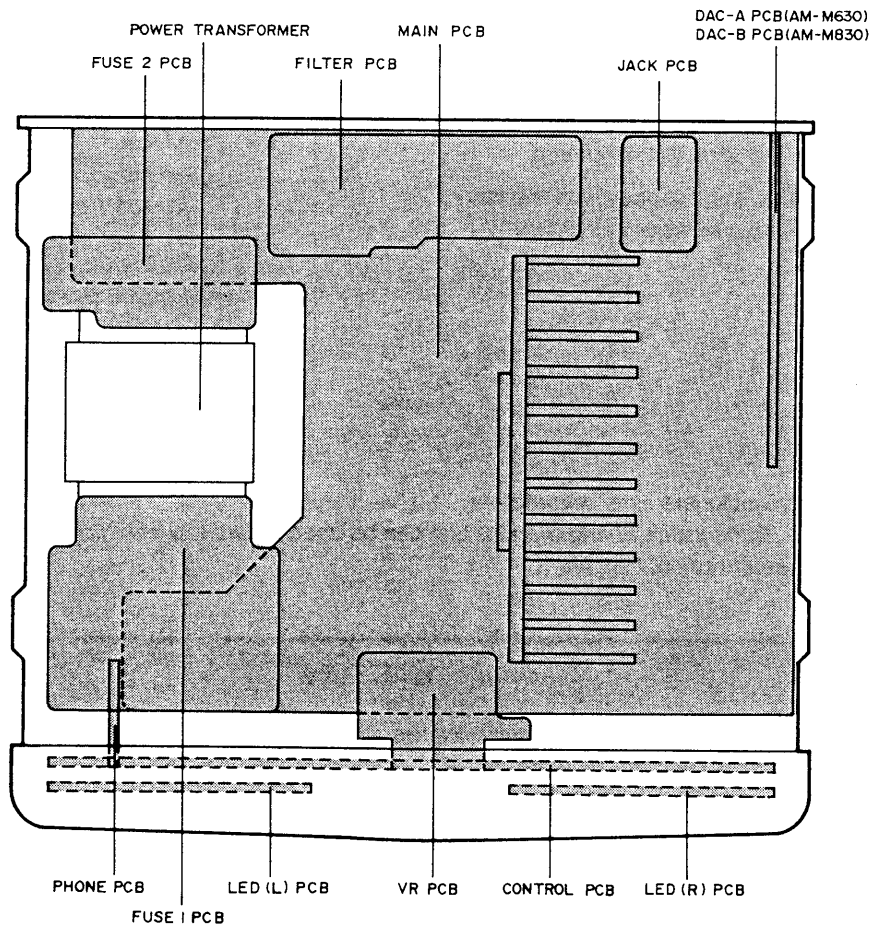 DAC-A PCB(AM-M630)
DAC-B PCB(AM-M830)
POWER TRANSFORMER
MAIN PCB
FUSE 2 PCB
FILTER PCB
JACK PCB
PHONE PCB
LED(L) PCB
VR PCB
CONTROL PCB
LED(R) PCB
FUSE 1 PCB